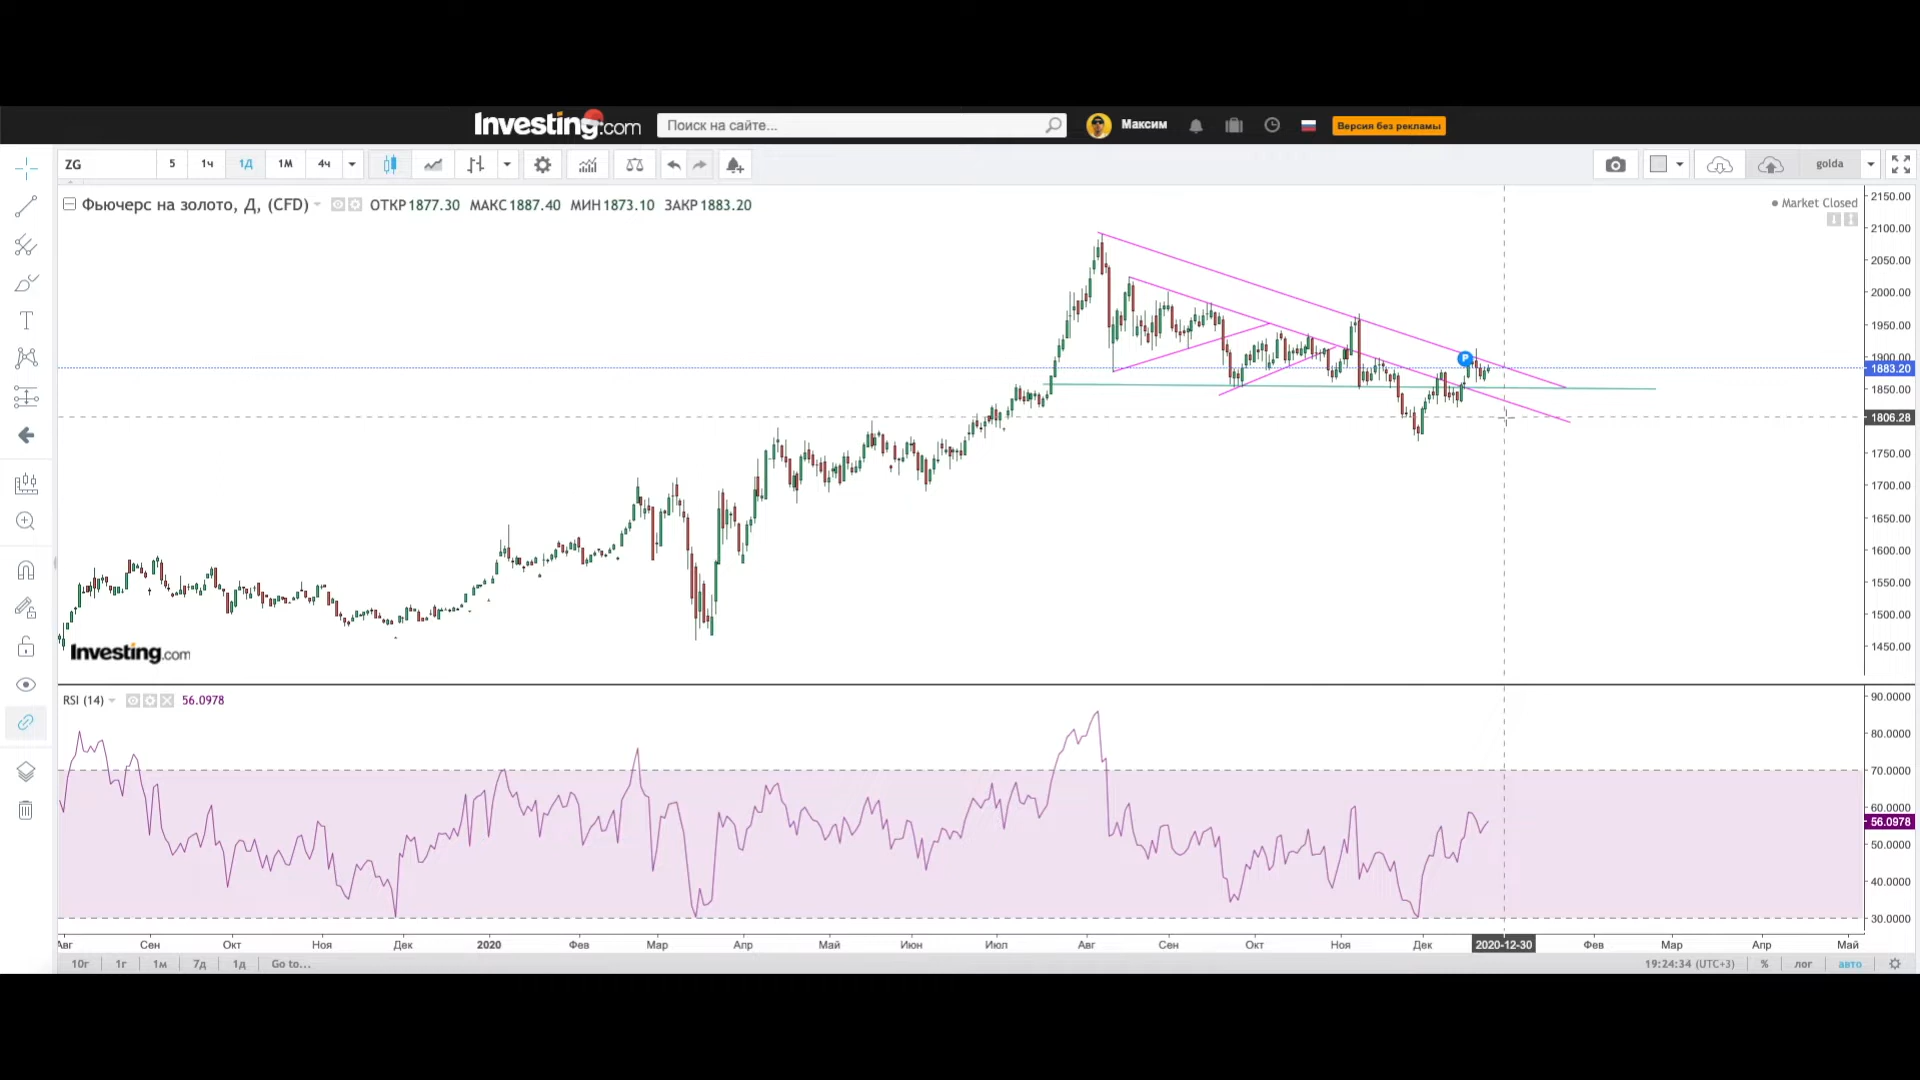 Investing.com Поиск на сайте... Максим Версия без рекламы
ZG 5 1ч 1Д 1М 4ч golda
Фьючерс на золото, Д, (CFD) ОТКР 1877.30 МАКС 1887.40 МИН 1873.10 ЗАКР 1883.20
Market Closed
2150.00
2100.00
2050.00
2000.00
1950.00
P
1900.00
1883.20
1850.00
1806.28
1750.00
1700.00
1650.00
1600.00
1550.00
1500.00
1450.00
Investing.com
RSI (14) 56.0978
90.0000
80.0000
70.0000
60.0000
56.0978
50.0000
40.0000
30.0000
Авг Сен Окт Ноя Дек 2020 Фев Мар Апр Май Июн Июл Авг Сен Окт Ноя Дек 2020-12-30 Фев Мар Апр Май
10г 1г 1м 7д 1д Go to... 19:24:34 (UTC+3) % лог авто